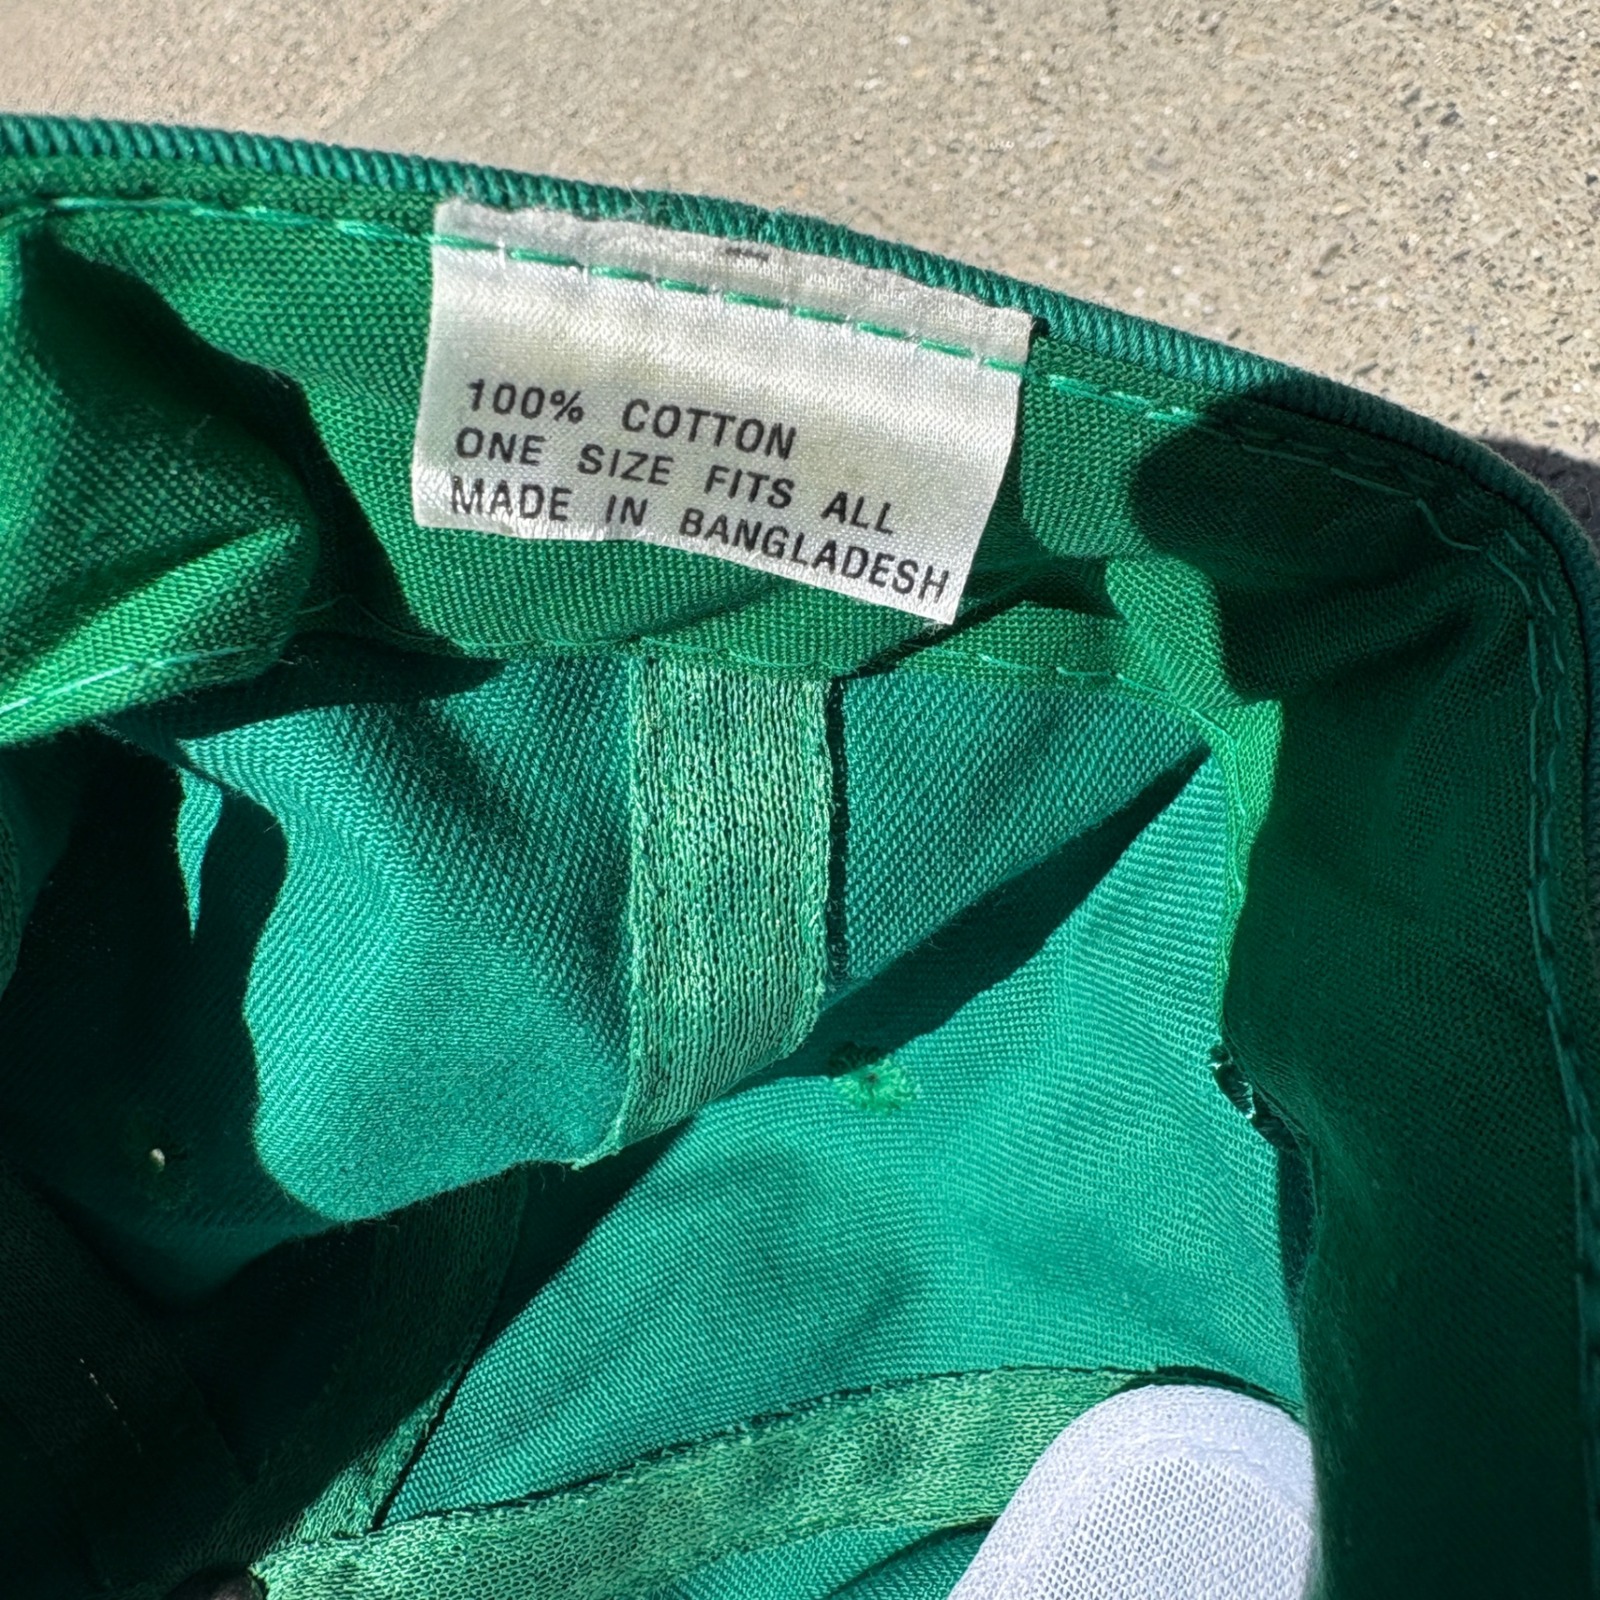 100% COTTON
ONE SIZE FITS ALL
MADE IN BANGLADESH